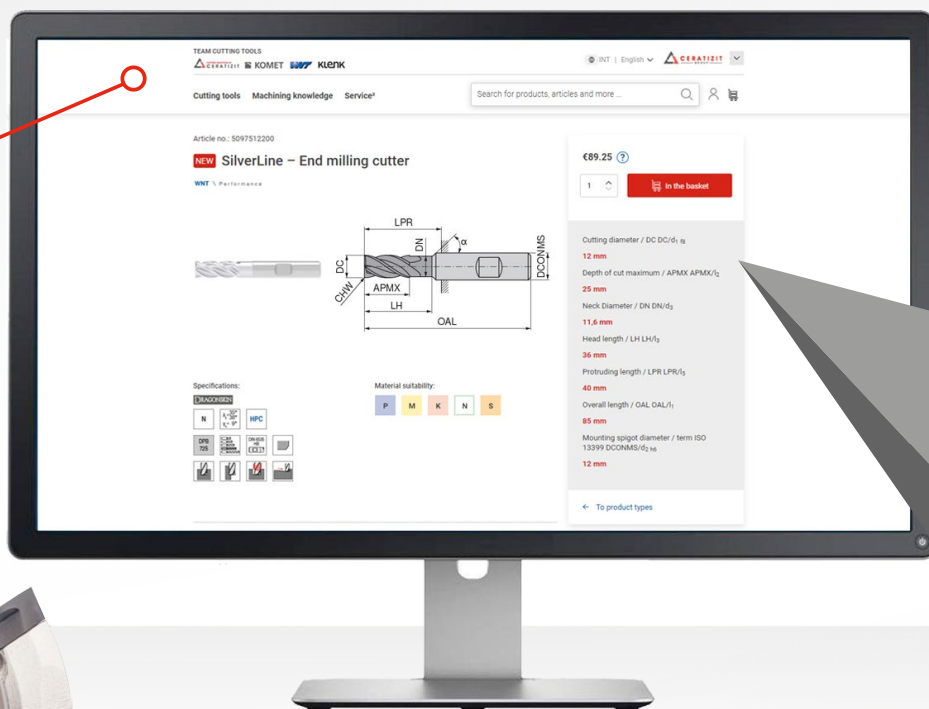 TEAM CUTTING TOOLS
CERATIZIT KOMET WNT KLENK
INT | English
CERATIZIT
Cutting tools Machining knowledge Service³
Search for products, articles and more ...
Article no.: 5097512200
NEW SilverLine – End milling cutter
WNT \ Performance
€89.25 ?
1
In the basket
LPR
DN
α
DC
DCONMS
CHW
APMX
LH
OAL
Cutting diameter / DC DC/d₁
12 mm
Depth of cut maximum / APMX APMX/l₂
25 mm
Neck Diameter / DN DN/d₃
11,6 mm
Head length / LH LH/l₃
36 mm
Protruding length / LPR LPR/l₅
40 mm
Overall length / OAL OAL/l₁
85 mm
Mounting spigot diameter / term ISO
13399 DCONMS/d₂ h6
12 mm
Specifications:
DRAGONSKIN
N HPC
Material suitability:
P M K N S
← To product types